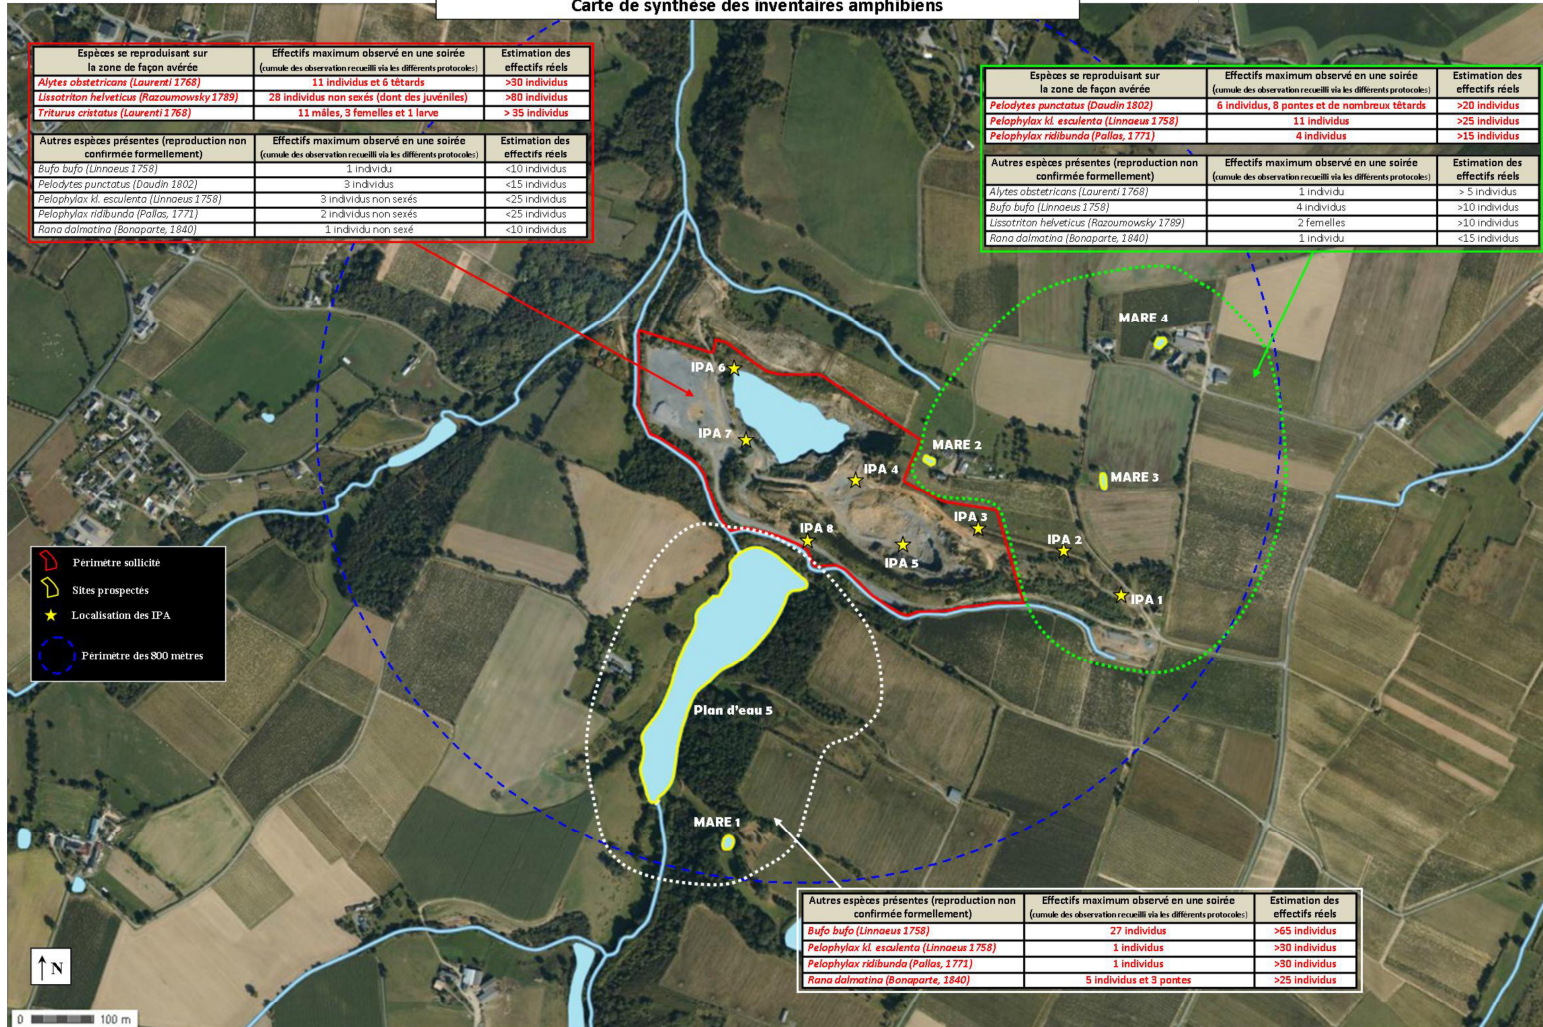 Carte de synthèse des inventaires amphibiens
Espèces se reproduisant sur la zone de façon avérée | Effectifs maximum observé en une soirée (cumule des observation recueilli via les différents protocoles) | Estimation des effectifs réels
Alytes obstetricans (Laurenti 1768) | 11 individus et 6 têtards | >30 individus
Lissotriton helveticus (Razoumowsky 1789) | 28 individus non sexés (dont des juvéniles) | >80 individus
Triturus cristatus (Laurenti 1768) | 11 mâles, 3 femelles et 1 larve | > 35 individus
Autres espèces présentes (reproduction non confirmée formellement) | Effectifs maximum observé en une soirée (cumule des observation recueilli via les différents protocoles) | Estimation des effectifs réels
Bufo bufo (Linnaeus 1758) | 1 individu | <10 individus
Pelodytes punctatus (Daudin 1802) | 3 individu | <15 individus
Pelophylax kl. esculenta (Linnaeus 1758) | 3 individus non sexés | <25 individus
Pelophylax ridibunda (Pallas, 1771) | 2 individus non sexés | <25 individus
Rana dalmatina (Bonaparte, 1840) | 1 individu non sexé | <10 individus
Espèces se reproduisant sur la zone de façon avérée | Effectifs maximum observé en une soirée (cumule des observation recueilli via les différents protocoles) | Estimation des effectifs réels
Pelodytes punctatus (Daudin 1802) | 6 individus, 8 pontes et de nombreux têtards | >20 individus
Pelophylax kl. esculenta (Linnaeus 1758) | 11 individus | >25 individus
Pelophylax ridibunda (Pallas, 1771) | 4 individus | >15 individus
Autres espèces présentes (reproduction non confirmée formellement) | Effectifs maximum observé en une soirée (cumule des observation recueilli via les différents protocoles) | Estimation des effectifs réels
Alytes obstetricans (Laurenti 1768) | 1 individu | > 5 individus
Bufo bufo (Linnaeus 1758) | 4 individus | >10 individus
Lissotriton helveticus (Razoumowsky 1789) | 2 femelles | >10 individus
Rana dalmatina (Bonaparte, 1840) | 1 individu | <15 individus
MARE 4
IPA 6
IPA 7
MARE 2
IPA 4
MARE 3
IPA 3
IPA 8
IPA 2
IPA 5
IPA 1
Périmètre sollicité
Sites prospectés
Localisation des IPA
Périmètre des 800 mètres
Plan d'eau 5
MARE 1
Autres espèces présentes (reproduction non confirmée formellement) | Effectifs maximum observé en une soirée (cumule des observation recueilli via les différents protocoles) | Estimation des effectifs réels
Bufo bufo (Linnaeus 1758) | 27 individus | >65 individus
Pelophylax kl. esculenta (Linnaeus 1758) | 1 individus | >30 individus
Pelophylax ridibunda (Pallas, 1771) | 1 individus | >30 individus
Rana dalmatina (Bonaparte, 1840) | 5 individus et 3 pontes | >25 individus
N
0 100 m